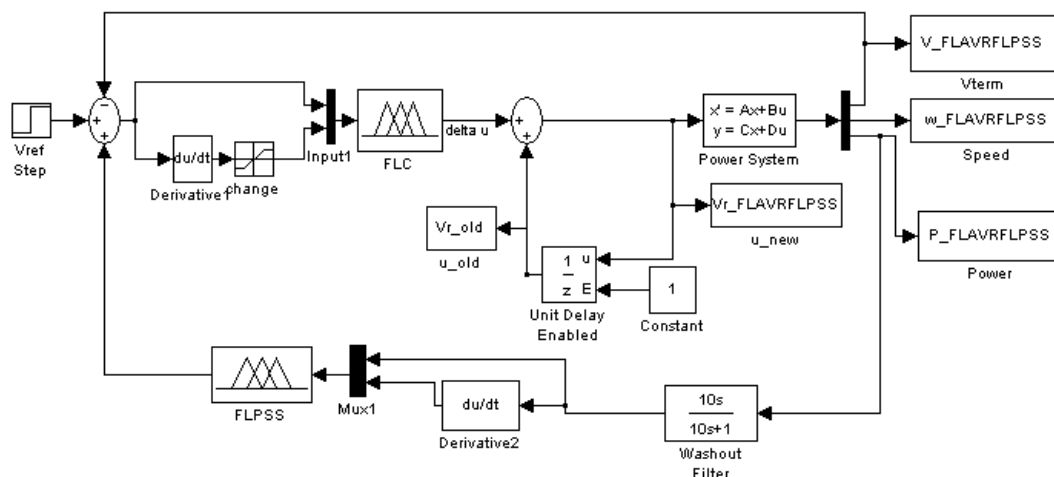 V_FLAVRFLPSS
Vterm
Vref
Step
du/dt
Derivative1
change
Input1
FLC
delta u
x' = Ax+Bu
y = Cx+Du
Power System
w_FLAVRFLPSS
Speed
Vr_old
u_old
Vr_FLAVRFLPSS
u_new
P_FLAVRFLPSS
Power
1
z
u
E
Unit Delay
Enabled
1
Constant
FLPSS
Mux1
du/dt
Derivative2
10s
10s+1
Washout
Filter